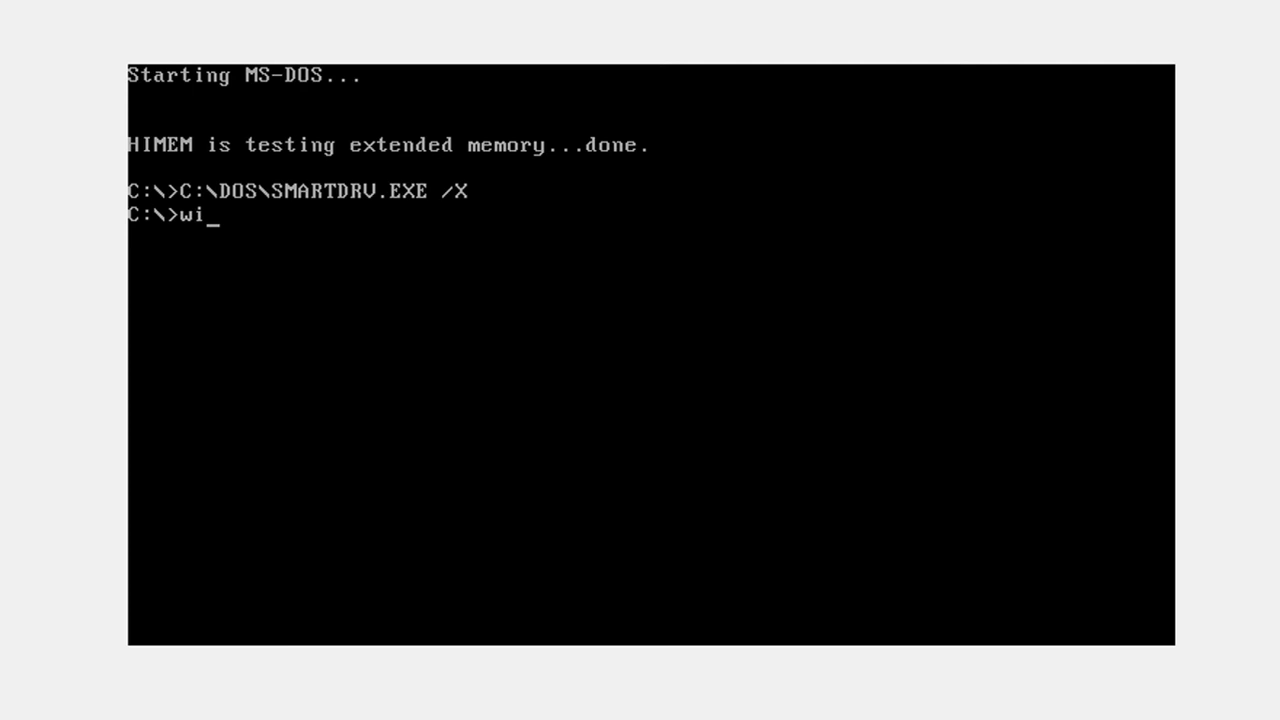 Starting MS-DOS...
HIMEM is testing extended memory...done.
C:\>C:\DOS\SMARTDRV.EXE /X
C:\>wi_